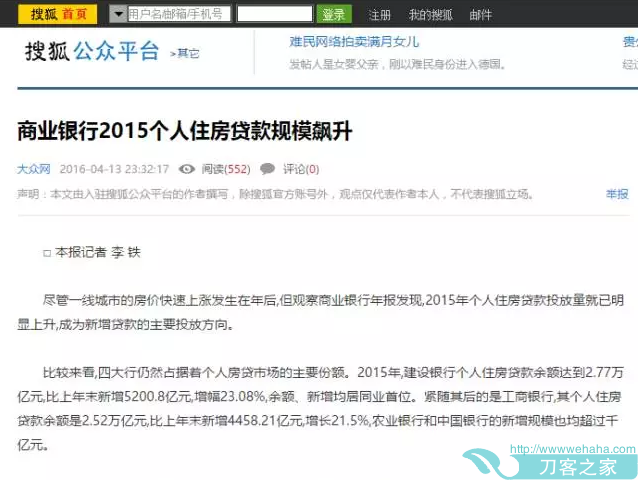 搜狐 首页 用户名/邮箱/手机号 登录 注册 我的搜狐 邮件
搜狐 公众平台 >其它
难民网络拍卖满月女儿
发帖人是女婴父亲,刚以难民身份进入德国。
商业银行2015个人住房贷款规模飙升
大众网 2016-04-13 23:32:17 阅读(552) 评论(0)
声明:本文由入驻搜狐公众平台的作者撰写,除搜狐官方账号外,观点仅代表作者本人,不代表搜狐立场。 举报
□ 本报记者 李 铁
尽管一线城市的房价快速上涨发生在年后,但观察商业银行年报发现,2015年个人住房贷款投放量就已明
显上升,成为新增贷款的主要投放方向。
比较来看,四大行仍然占据着个人房贷市场的主要份额。2015年,建设银行个人住房贷款余额达到2.77万
亿元,比上年末新增5200.8亿元,增幅23.08%,余额、新增均居同业首位。紧随其后的是工商银行,其个人住房
贷款余额是2.52万亿元,比上年末新增4458.21亿元,增长21.5%,农业银行和中国银行的新增规模也均超过千
亿元。
http://www.wehaha.com
刀客之家